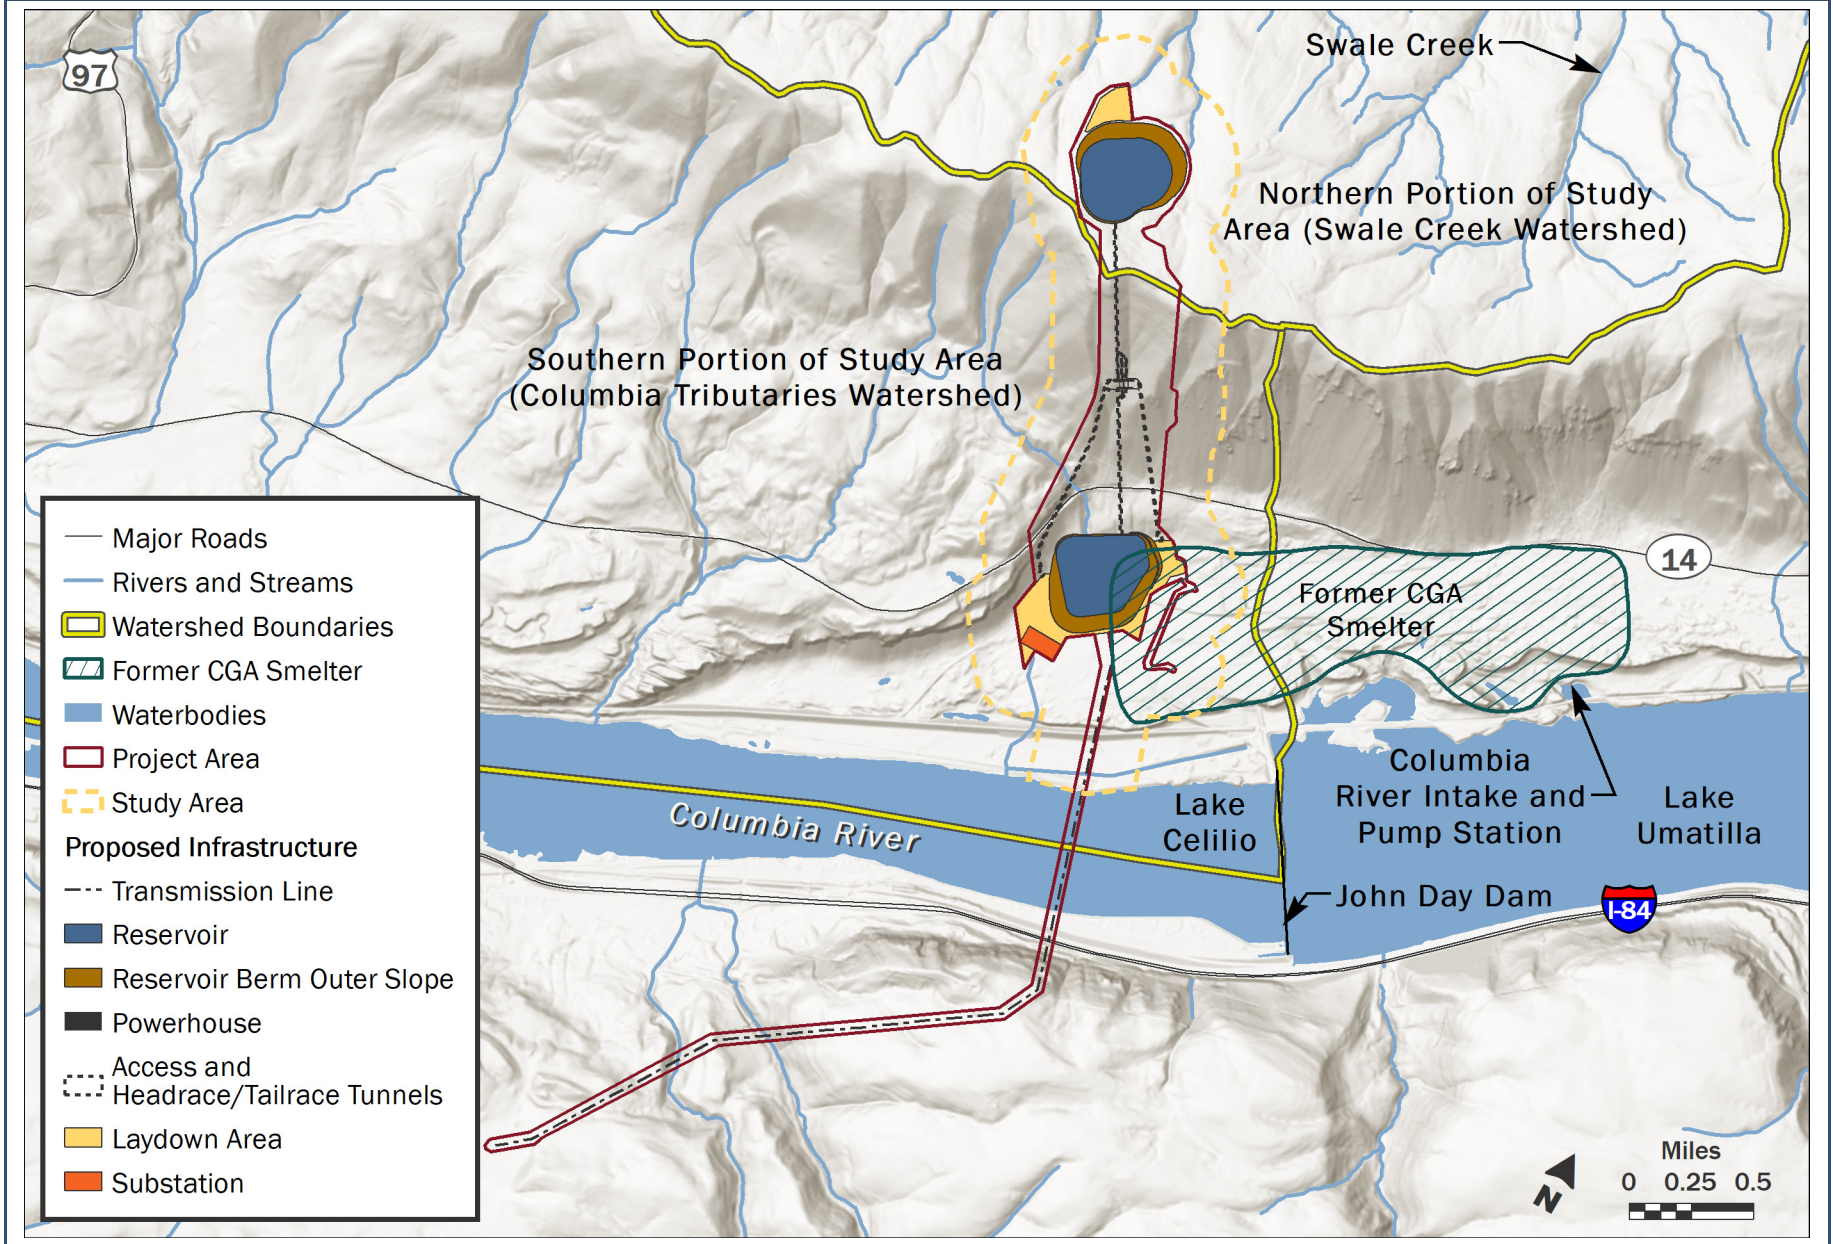 97
Swale Creek
Northern Portion of Study
Area (Swale Creek Watershed)
Southern Portion of Study Area
(Columbia Tributaries Watershed)
14
Former CGA
Smelter
Columbia
River Intake and
Pump Station
Lake
Umatilla
Lake
Celilio
Columbia River
John Day Dam
I-84
Major Roads
Rivers and Streams
Watershed Boundaries
Former CGA Smelter
Waterbodies
Project Area
Study Area
Proposed Infrastructure
Transmission Line
Reservoir
Reservoir Berm Outer Slope
Powerhouse
Access and
Headrace/Tailrace Tunnels
Laydown Area
Substation
N
Miles
0 0.25 0.5